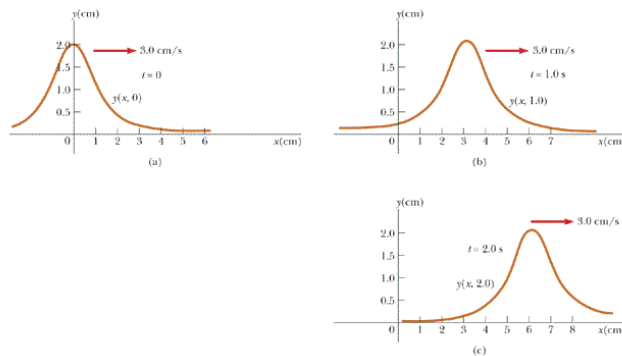 y(cm)
2.0
3.0 cm/s
1.5
t = 0
1.0
y(x, 0)
0.5
0 1 2 3 4 5 6 x(cm)
(a)
y(cm)
2.0
3.0 cm/s
1.5
t = 1.0 s
1.0
y(x, 1.0)
0.5
0 1 2 3 4 5 6 7 x(cm
(b)
y(cm)
3.0 cm/s
2.0
t = 2.0 s
1.5
y(x, 2.0)
1.0
0.5
0 1 2 3 4 5 6 7 8 x(cm
(c)